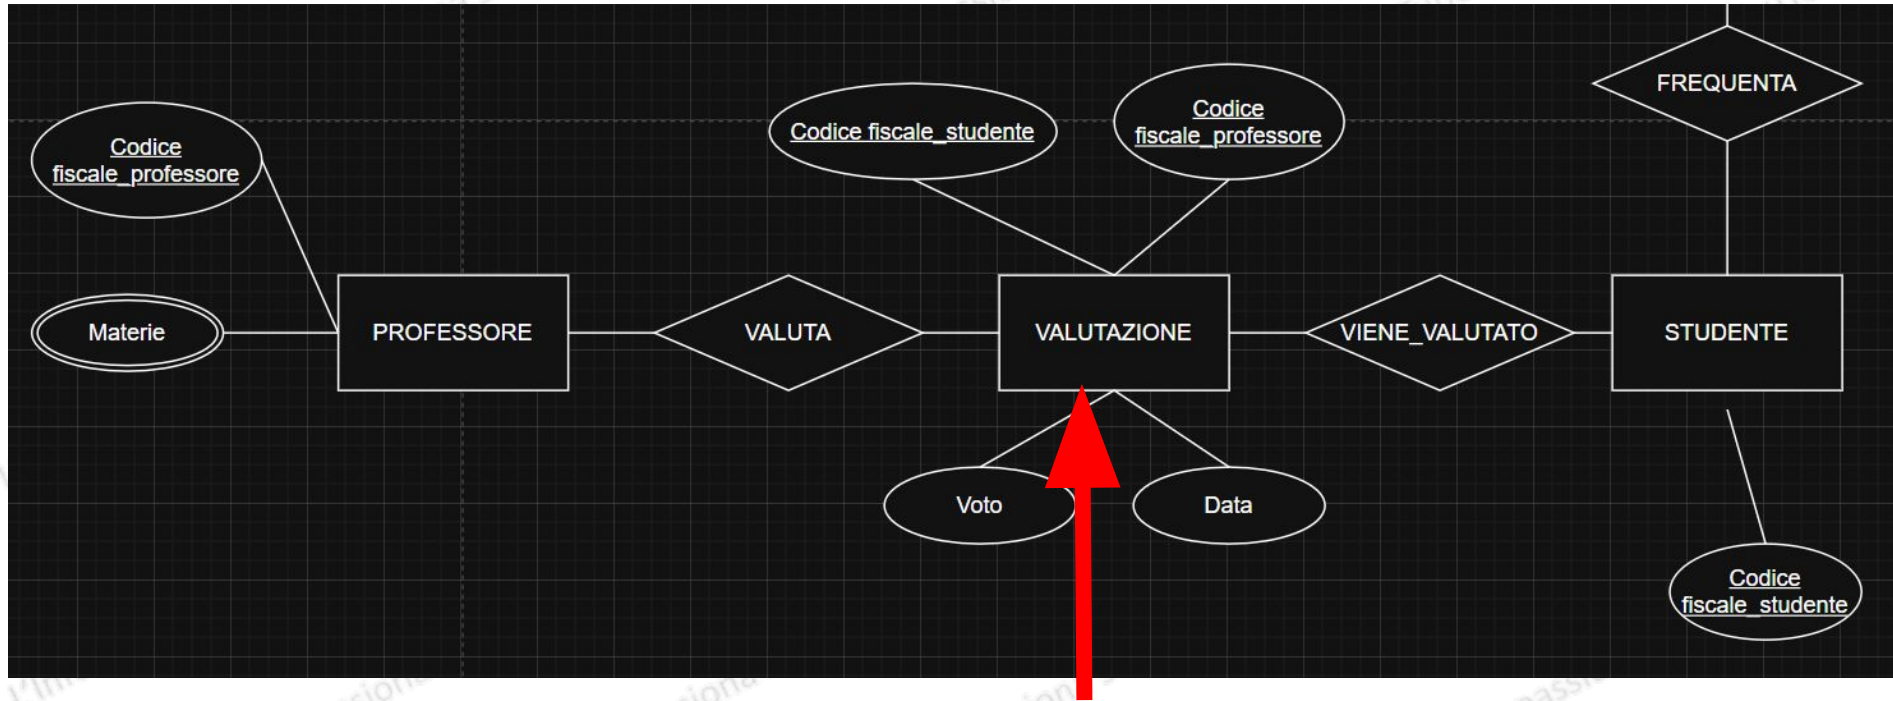 FREQUENTA
Codice
fiscale_professore
Codice fiscale_studente
Codice
fiscale_professore
Materie
PROFESSORE
VALUTA
VALUTAZIONE
VIENE_VALUTATO
STUDENTE
Voto
Data
Codice
fiscale_studente